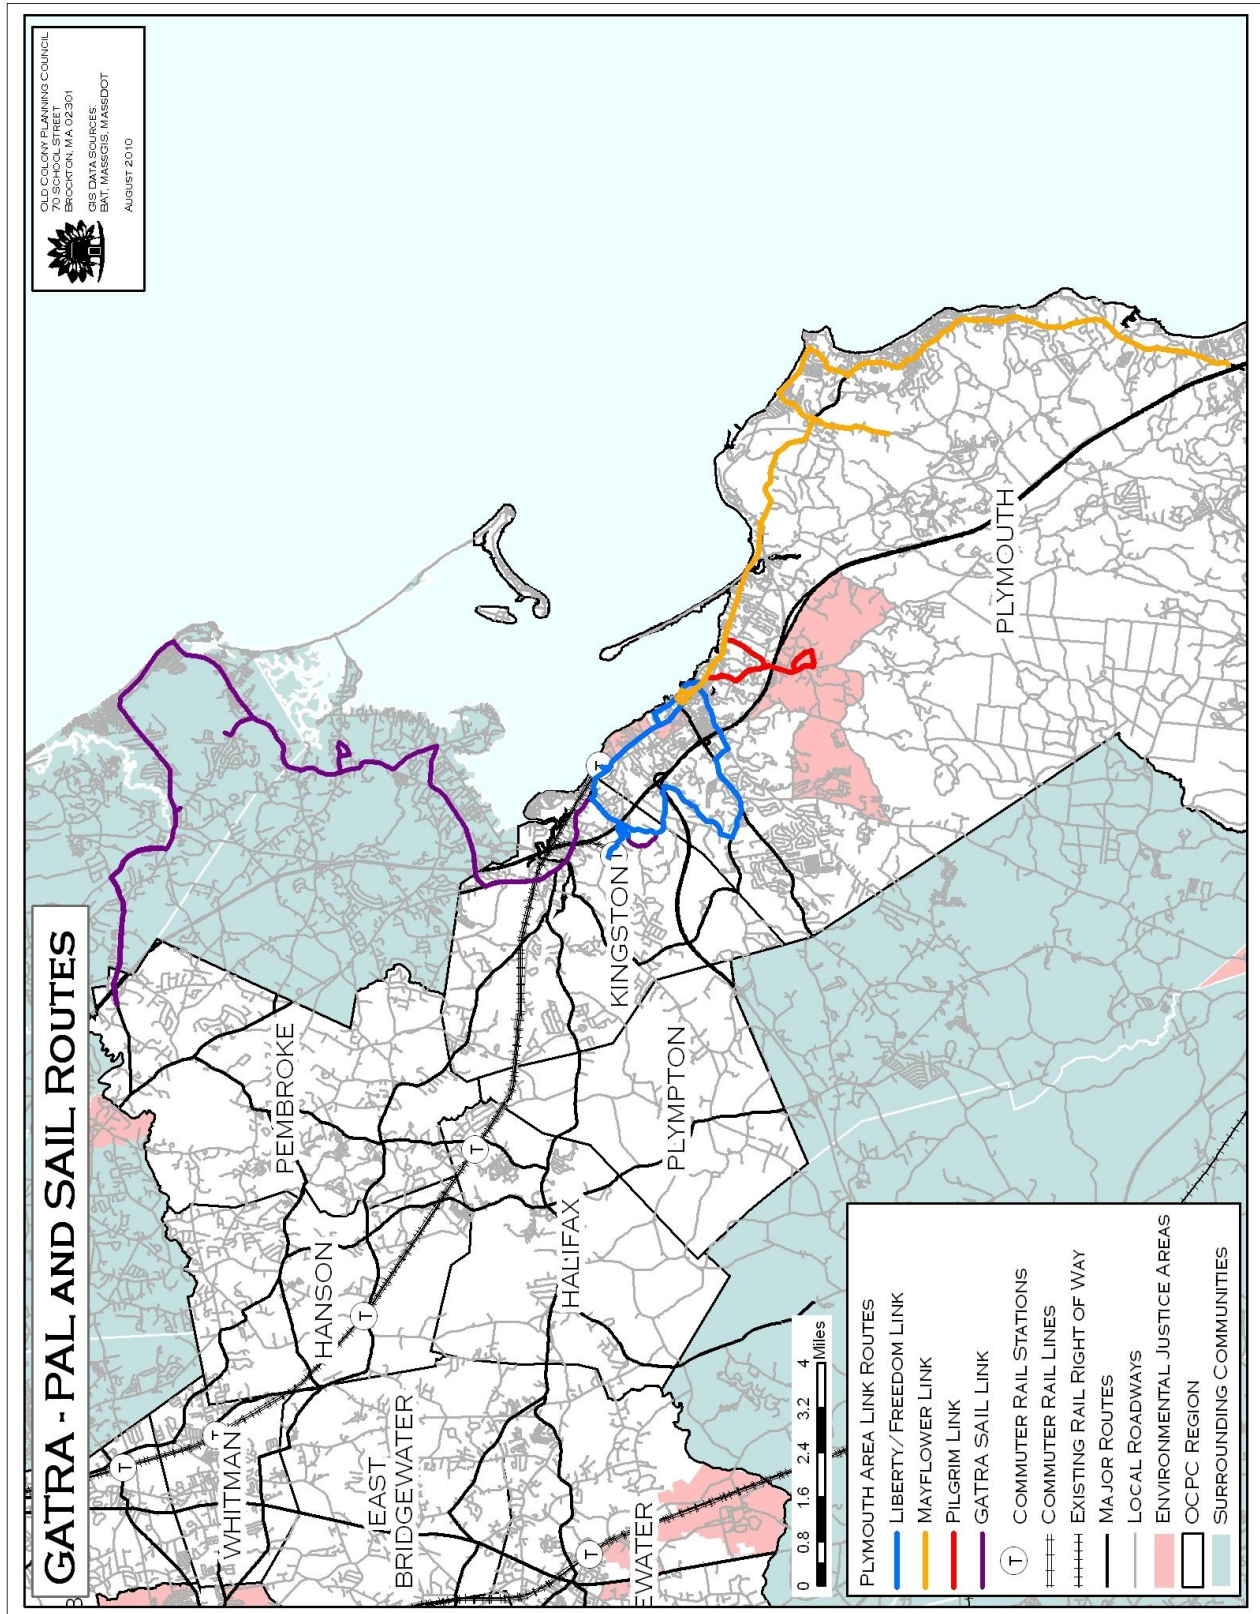 GATRA - PAL AND SAIL ROUTES
OLD COLONY PLANNING COUNCIL
70 SCHOOL STREET
BROCKTON, MA 02301
GIS DATA SOURCES:
BAT, MASSGIS, MASSDOT
AUGUST 2010
WHITMAN
EAST
BRIDGEWATER
EWATER
HANSON
PEMBROKE
HALIFAX
PLYMPTON
KINGSTON
PLYMOUTH
T
T
T
T
T
T
0 0.8 1.6 2.4 3.2 4
Miles
PLYMOUTH AREA LINK ROUTES
LIBERTY/FREEDOM LINK
MAYFLOWER LINK
PILGRIM LINK
GATRA SAIL LINK
T COMMUTER RAIL STATIONS
COMMUTER RAIL LINES
EXISTING RAIL RIGHT OF WAY
MAJOR ROUTES
LOCAL ROADWAYS
ENVIRONMENTAL JUSTICE AREAS
OCPC REGION
SURROUNDING COMMUNITIES